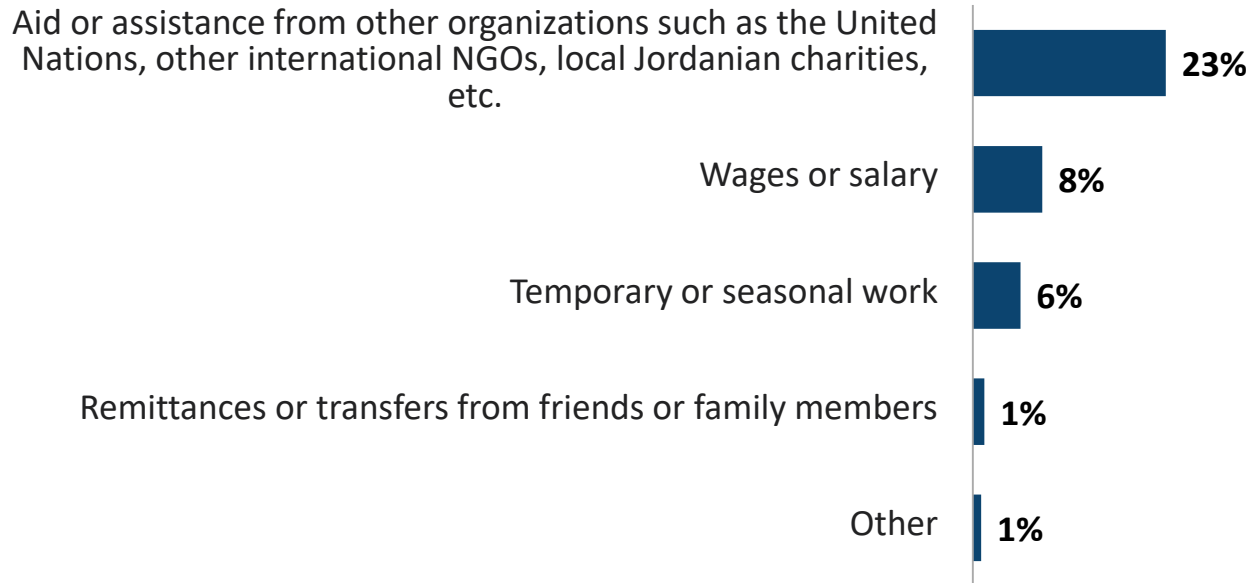 Aid or assistance from other organizations such as the United
Nations, other international NGOs, local Jordanian charities,
etc.
23%
Wages or salary
8%
Temporary or seasonal work
6%
Remittances or transfers from friends or family members
1%
Other
1%